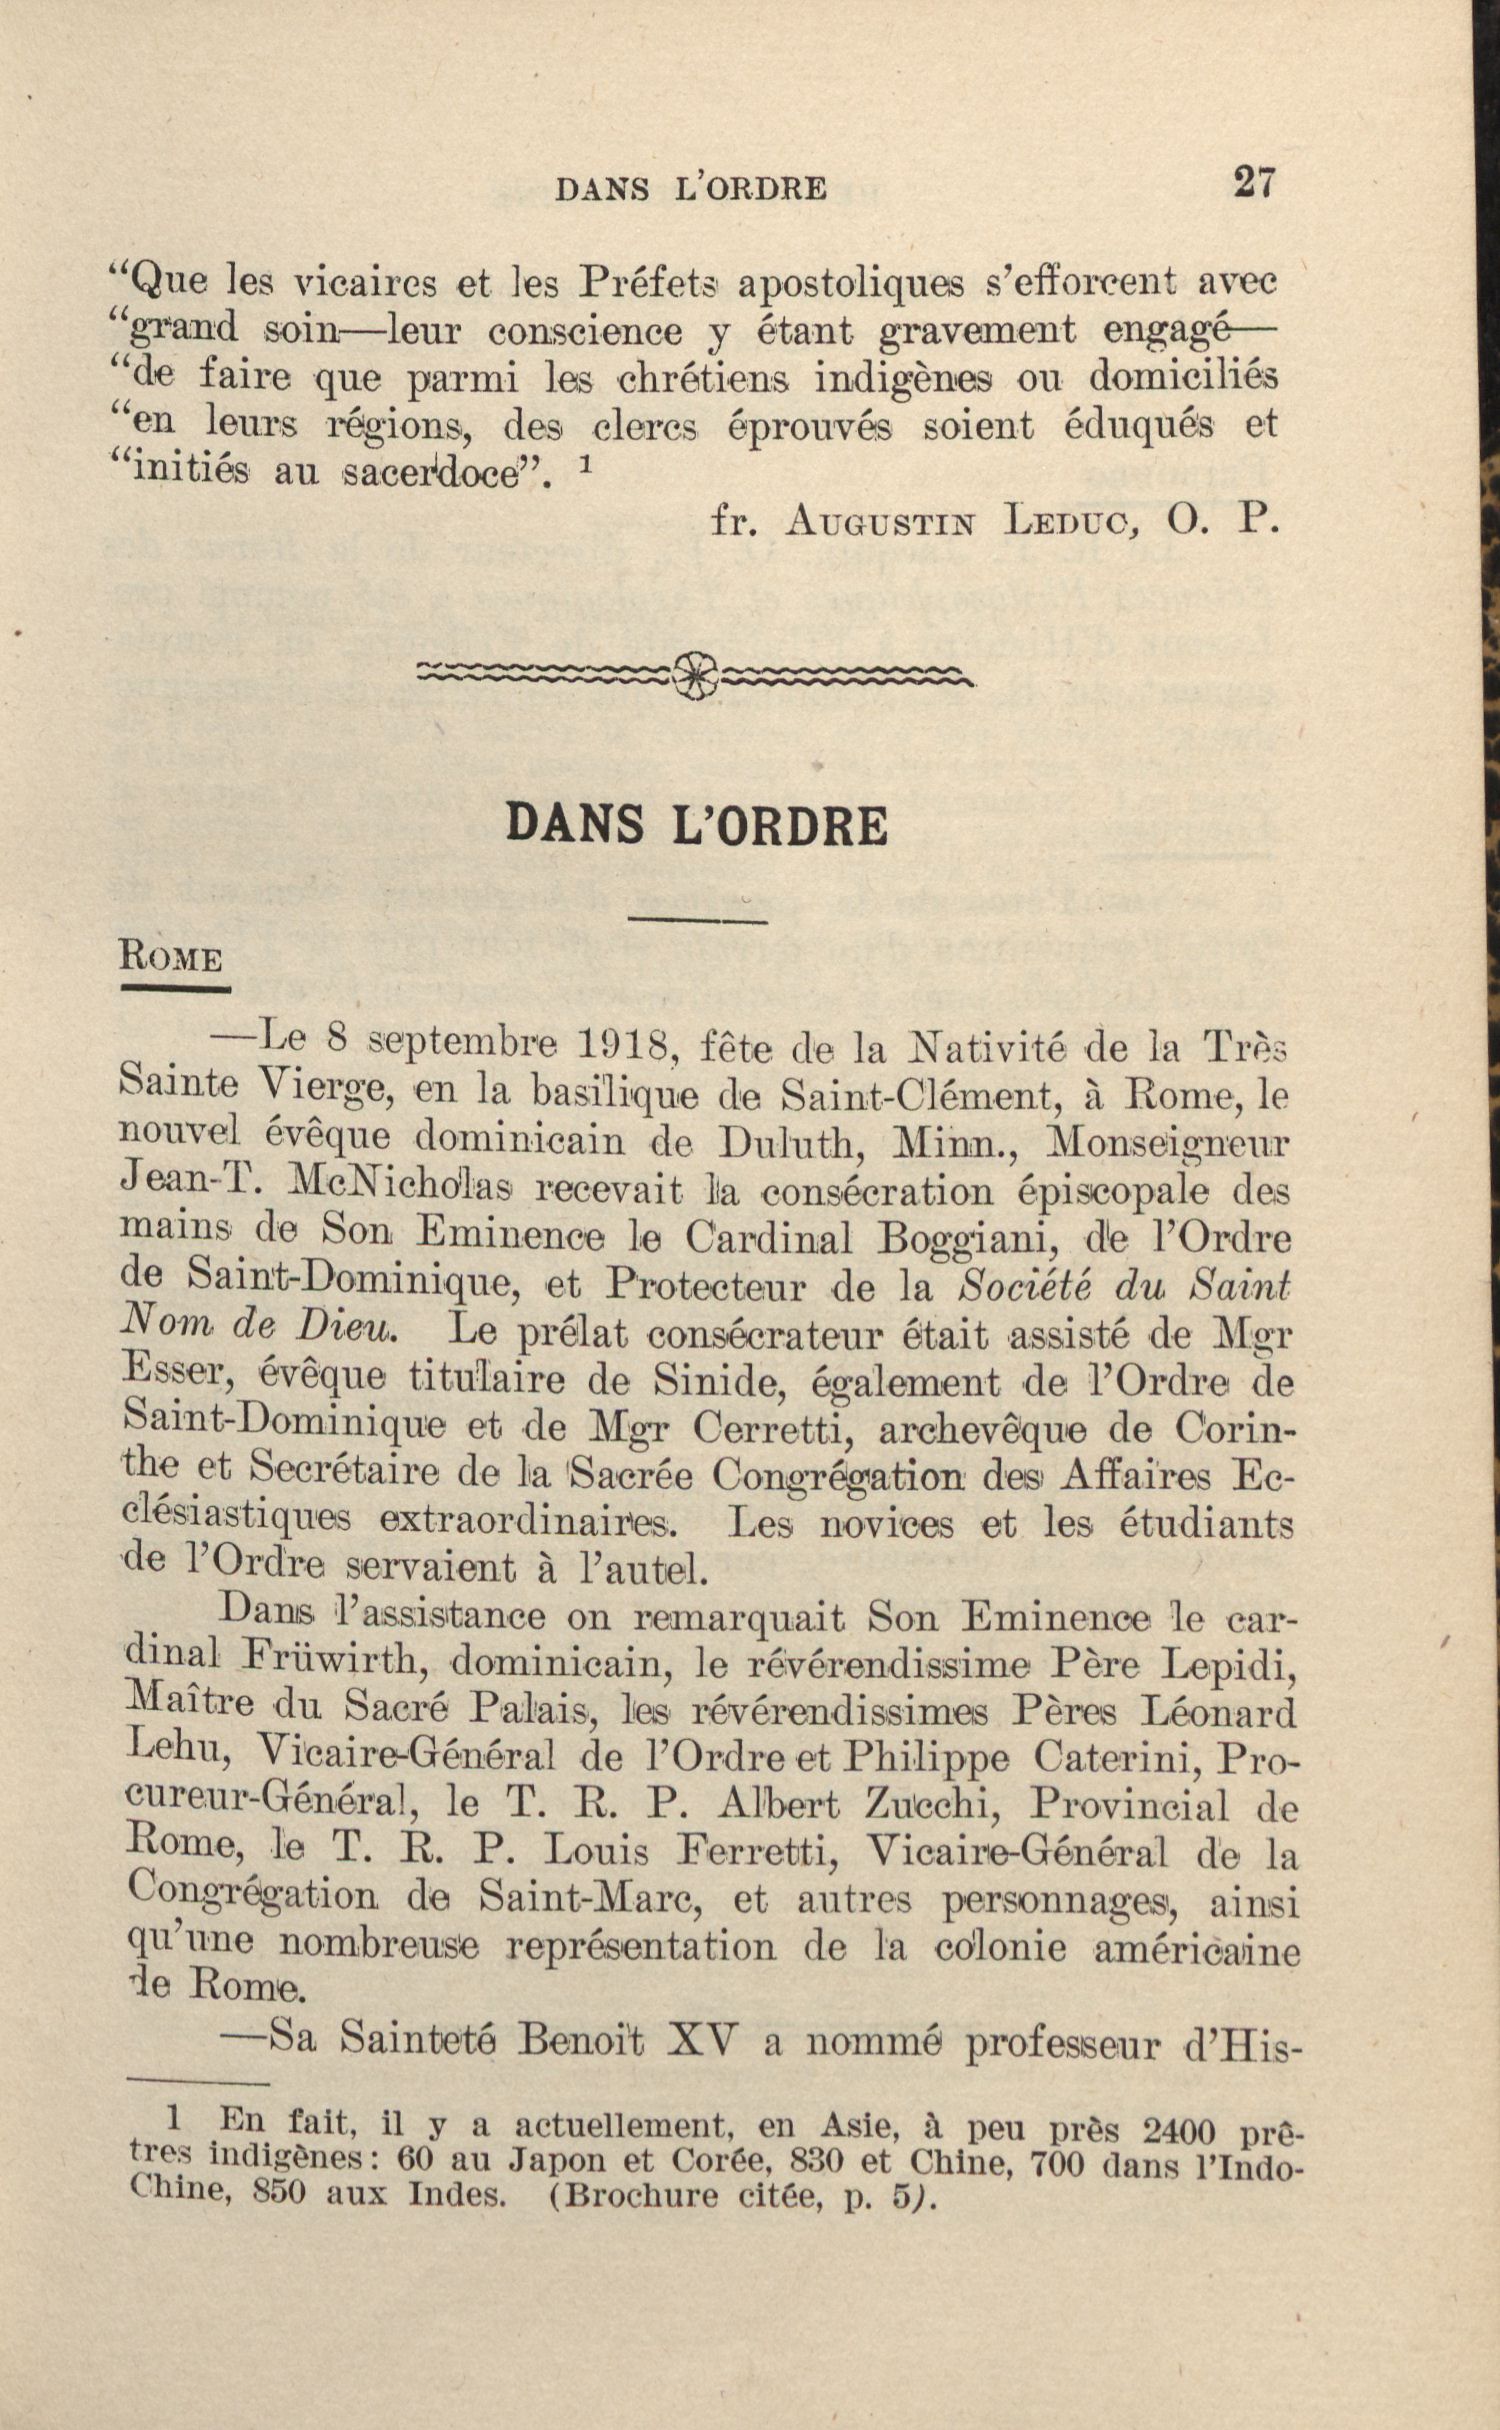 DANS L'ORDRE 27
“Que les vicaires et les Préfets apostoliques s'efforcent avec
“grand soin—leur conscience y étant gravement engagé—
“de faire que parmi les chrétiens indigènes ou domiciliés
“en leurs régions, des clercs éprouvés soient éduqués et
“initiés au sacerdoce”. 1
fr. Augustin Leduc, O. P.
DANS L'ORDRE
Rome
—Le 8 septembre 1918, fête de la Nativité de la Très
Sainte Vierge, en la basilique de Saint-Clément, à Rome, le
nouvel évêque dominicain de Duluth, Minn., Monseigneur
Jean-T. McNicholas recevait la consécration épiscopale des
mains de Son Eminence le Cardinal Boggiani, de l'Ordre
de Saint-Dominique, et Protecteur de la Société du Saint
Nom de Dieu. Le prélat consécrateur était assisté de Mgr
Esser, évêque titulaire de Sinide, également de l'Ordre de
Saint-Dominique et de Mgr Cerretti, archevêque de Corin-
the et Secrétaire de la Sacrée Congrégation des Affaires Ec-
clésiastiques extraordinaires. Les novices et les étudiants
de l'Ordre servaient à l'autel.
Dans l'assistance on remarquait Son Eminence le car-
dinal Früwirth, dominicain, le révérendissime Père Lepidi,
Maître du Sacré Palais, les révérendissimes Pères Léonard
Lehu, Vicaire-Général de l'Ordre et Philippe Caterini, Pro-
cureur-Général, le T. R. P. Albert Zucchi, Provincial de
Rome, le T. R. P. Louis Ferretti, Vicaire-Général de la
Congrégation de Saint-Marc, et autres personnages, ainsi
qu'une nombreuse représentation de la colonie américaine
de Rome.
—Sa Sainteté Benoit XV a nommé professeur d'His-
1 En fait, il y a actuellement, en Asie, à peu près 2400 prê-
tres indigènes: 60 au Japon et Corée, 830 et Chine, 700 dans l'Indo-
Chine, 850 aux Indes. (Brochure citée, p. 5).